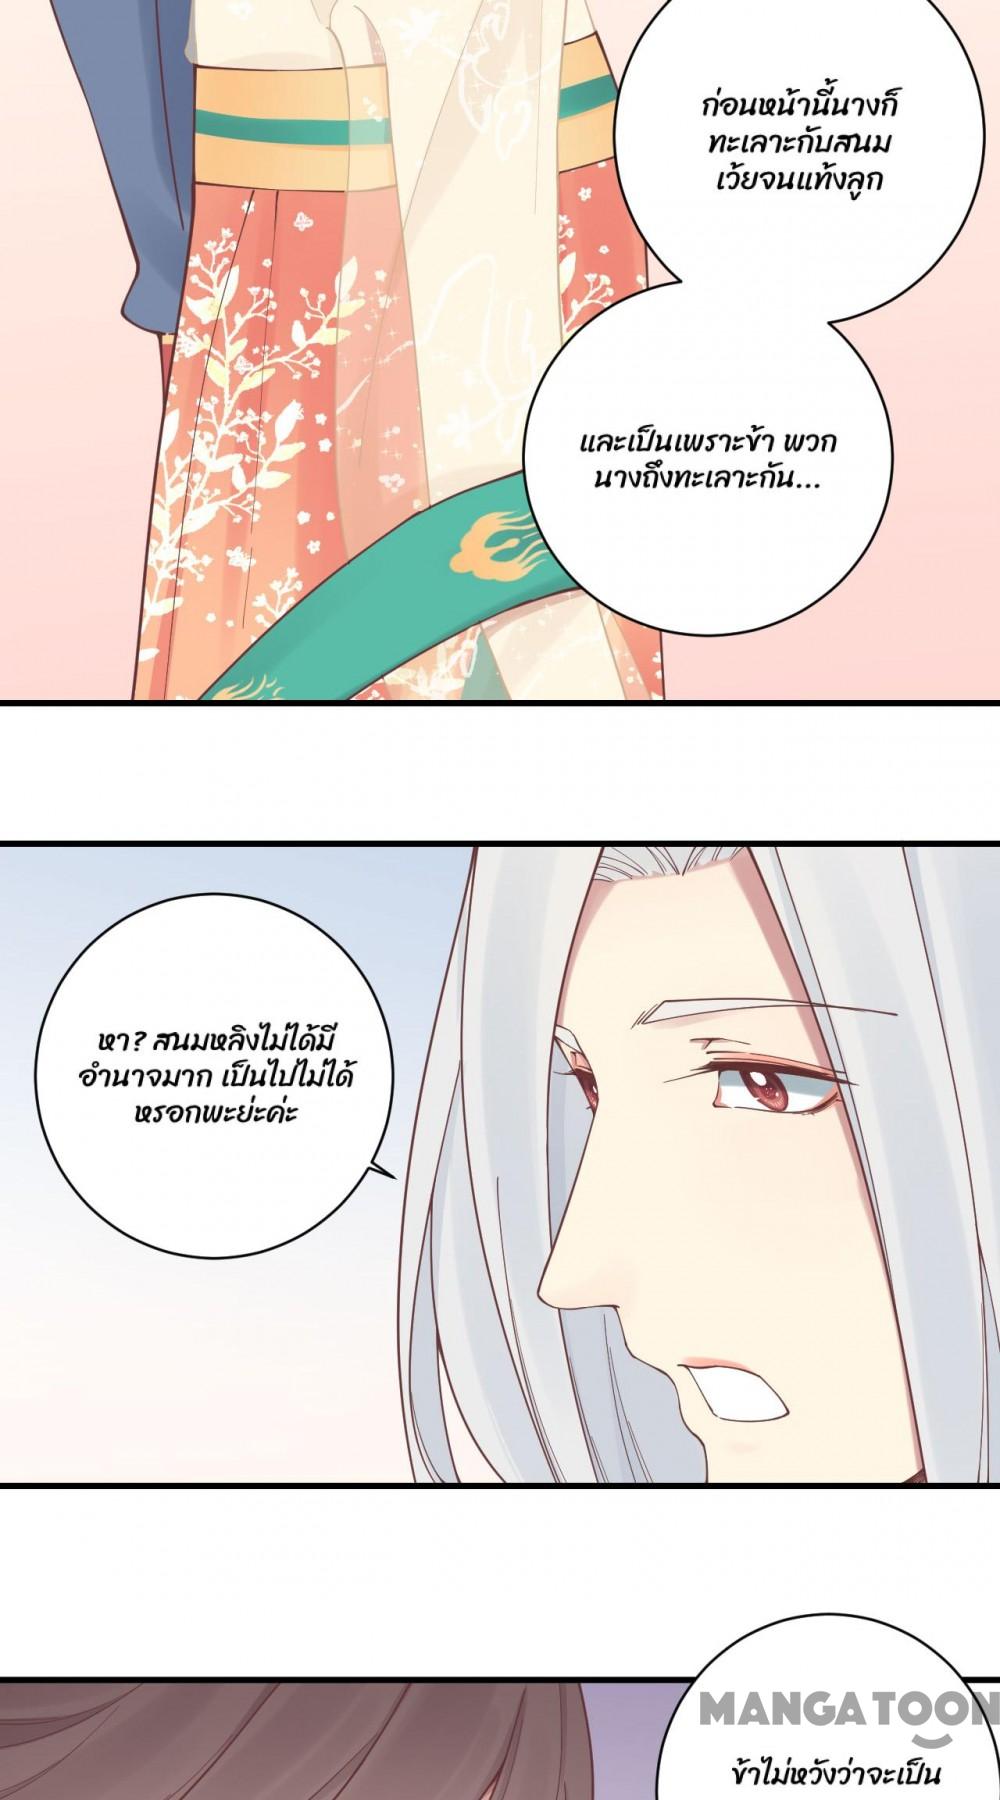 ก่อนหน้านี้นางก็
ทะเลาะกับสนม
เว้ยจนแท้งลูก
และเป็นเพราะข้า พวก
นางถึงทะเลาะกัน...
หา? สนมหลิงไม่ได้มี
อำนาจมาก เป็นไปไม่ได้
หรอกพะย่ะค่ะ
MANGATOON
ข้าไม่หวังว่าจะเป็น